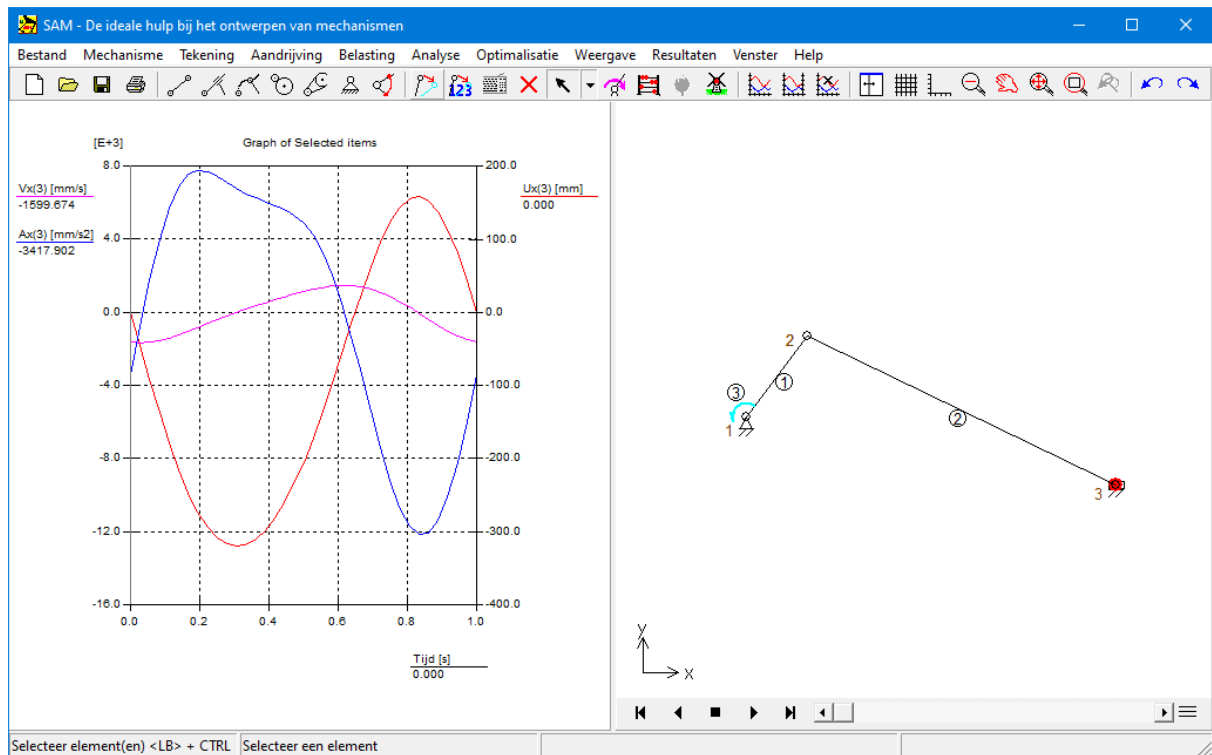 SAM - De ideale hulp bij het ontwerpen van mechanismen
Bestand Mechanisme Tekening Aandrijving Belasting Analyse Optimalisatie Weergave Resultaten Venster Help
123
[E+3] Graph of Selected items
8.0 200.0
Vx(3) [mm/s] Ux(3) [mm]
-1599.674 0.000
Ax(3) [mm/s2] 4.0 100.0
-3417.902
0.0 0.0
-4.0 -100.0
-8.0 -200.0
-12.0 -300.0
-16.0 -400.0
0.0 0.2 0.4 0.6 0.8 1.0
Tijd [s]
0.000
2
1
3
2
1
3
y
x
Selecteer element(en) <LB> + CTRL Selecteer een element